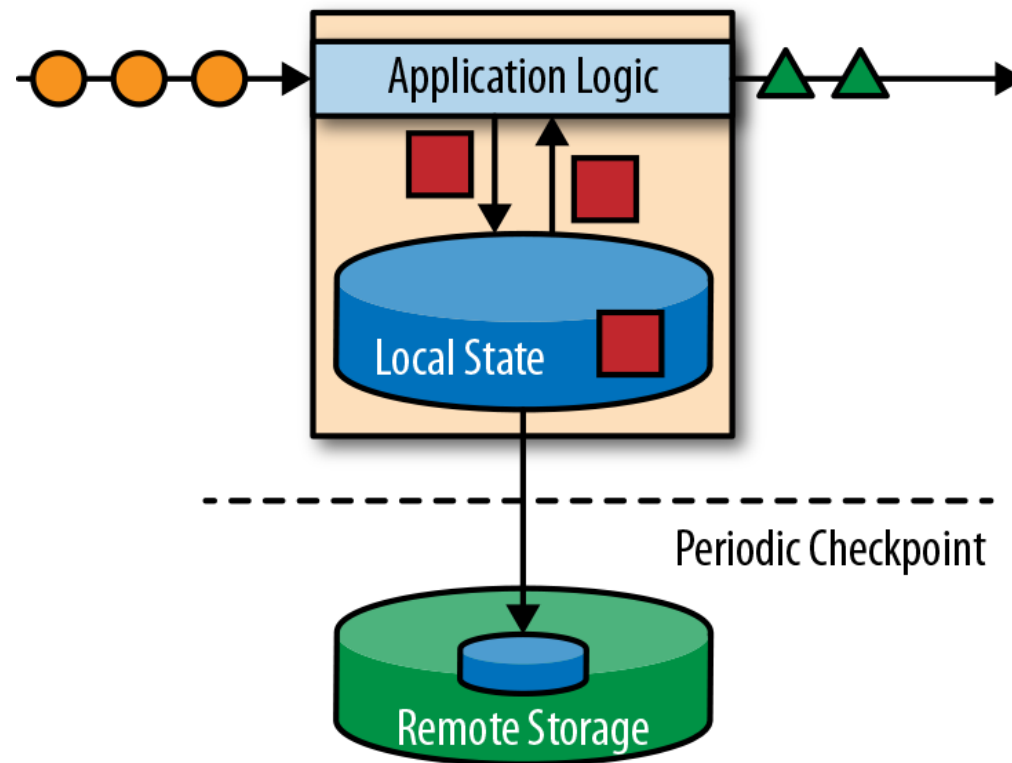 Application Logic
Local State
Periodic Checkpoint
Remote Storage